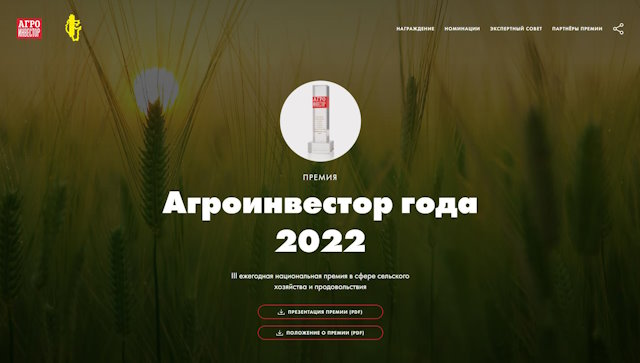 АГРО
ИНВЕСТОР
НАГРАЖДЕНИЕ
НОМИНАЦИИ
ЭКСПЕРТНЫЙ СОВЕТ
ПАРТНЁРЫ ПРЕМИИ
АГРО
ИНВЕСТОР
ПРЕМИЯ
Агроинвестор года
2022
III ежегодная национальная премия в сфере сельского
хозяйства и продовольствия
ПРЕЗЕНТАЦИЯ ПРЕМИИ (PDF)
ПОЛОЖЕНИЕ О ПРЕМИИ (PDF)